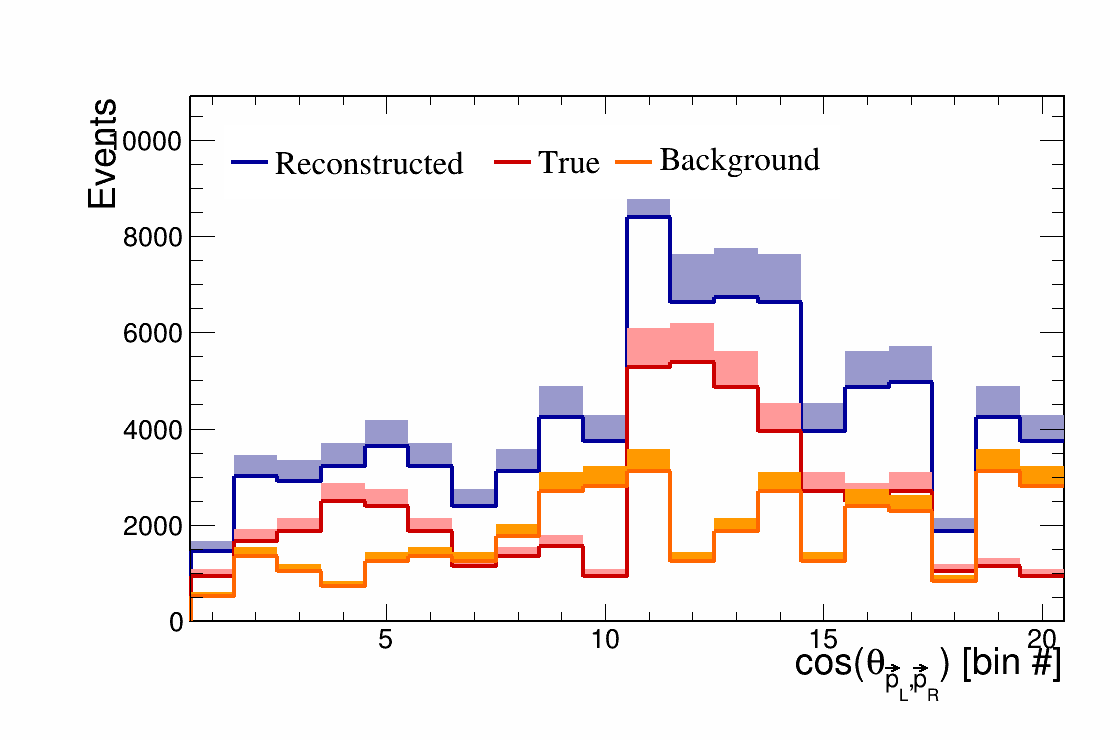 Events
10000
8000
6000
4000
2000
0
Reconstructed True Background
5 10 15 20
cos(θ p⃗L,p⃗R) [bin #]